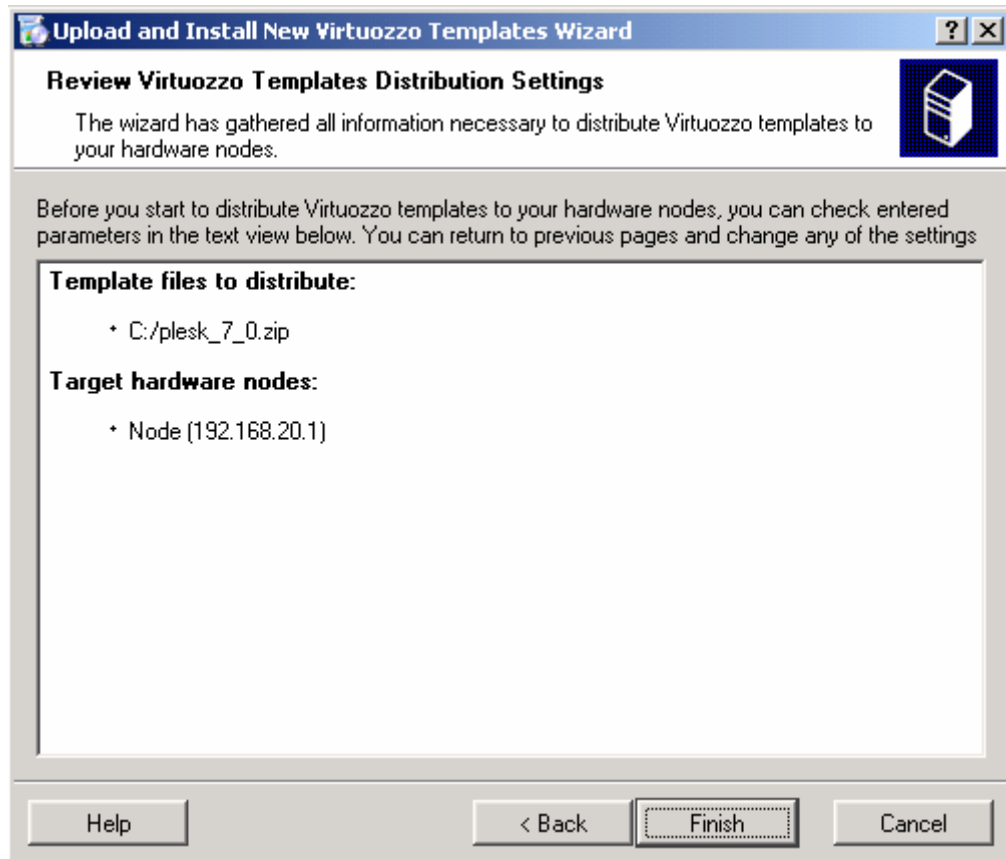 Upload and Install New Virtuozzo Templates Wizard
Review Virtuozzo Templates Distribution Settings
The wizard has gathered all information necessary to distribute Virtuozzo templates to
your hardware nodes.
Before you start to distribute Virtuozzo templates to your hardware nodes, you can check entered
parameters in the text view below. You can return to previous pages and change any of the settings
Template files to distribute:
• C:/plesk_7_0.zip
Target hardware nodes:
• Node (192.168.20.1)
Help
< Back
Finish
Cancel